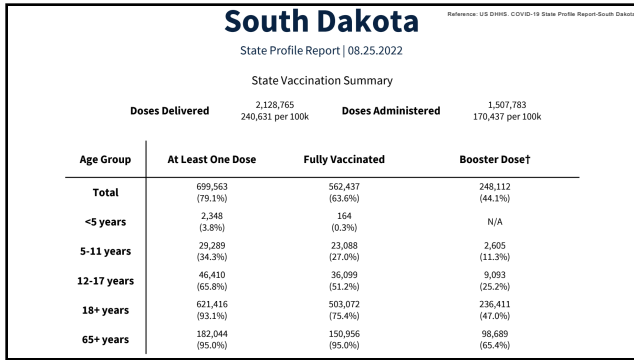 South Dakota
Reference: US DHHS. COVID-19 State Profile Report-South Dakota
State Profile Report | 08.25.2022
State Vaccination Summary
Doses Delivered 2,128,765 Doses Administered 1,507,783
240,631 per 100k 170,437 per 100k
Age Group At Least One Dose Fully Vaccinated Booster Dose†
Total 699,563 562,437 248,112
(79.1%) (63.6%) (44.1%)
<5 years 2,348 164 N/A
(3.8%) (0.3%)
5-11 years 29,289 23,088 2,605
(34.3%) (27.0%) (11.3%)
12-17 years 46,410 36,099 9,093
(65.8%) (51.2%) (25.2%)
18+ years 621,416 503,072 236,411
(93.1%) (75.4%) (47.0%)
65+ years 182,044 150,956 98,689
(95.0%) (95.0%) (65.4%)